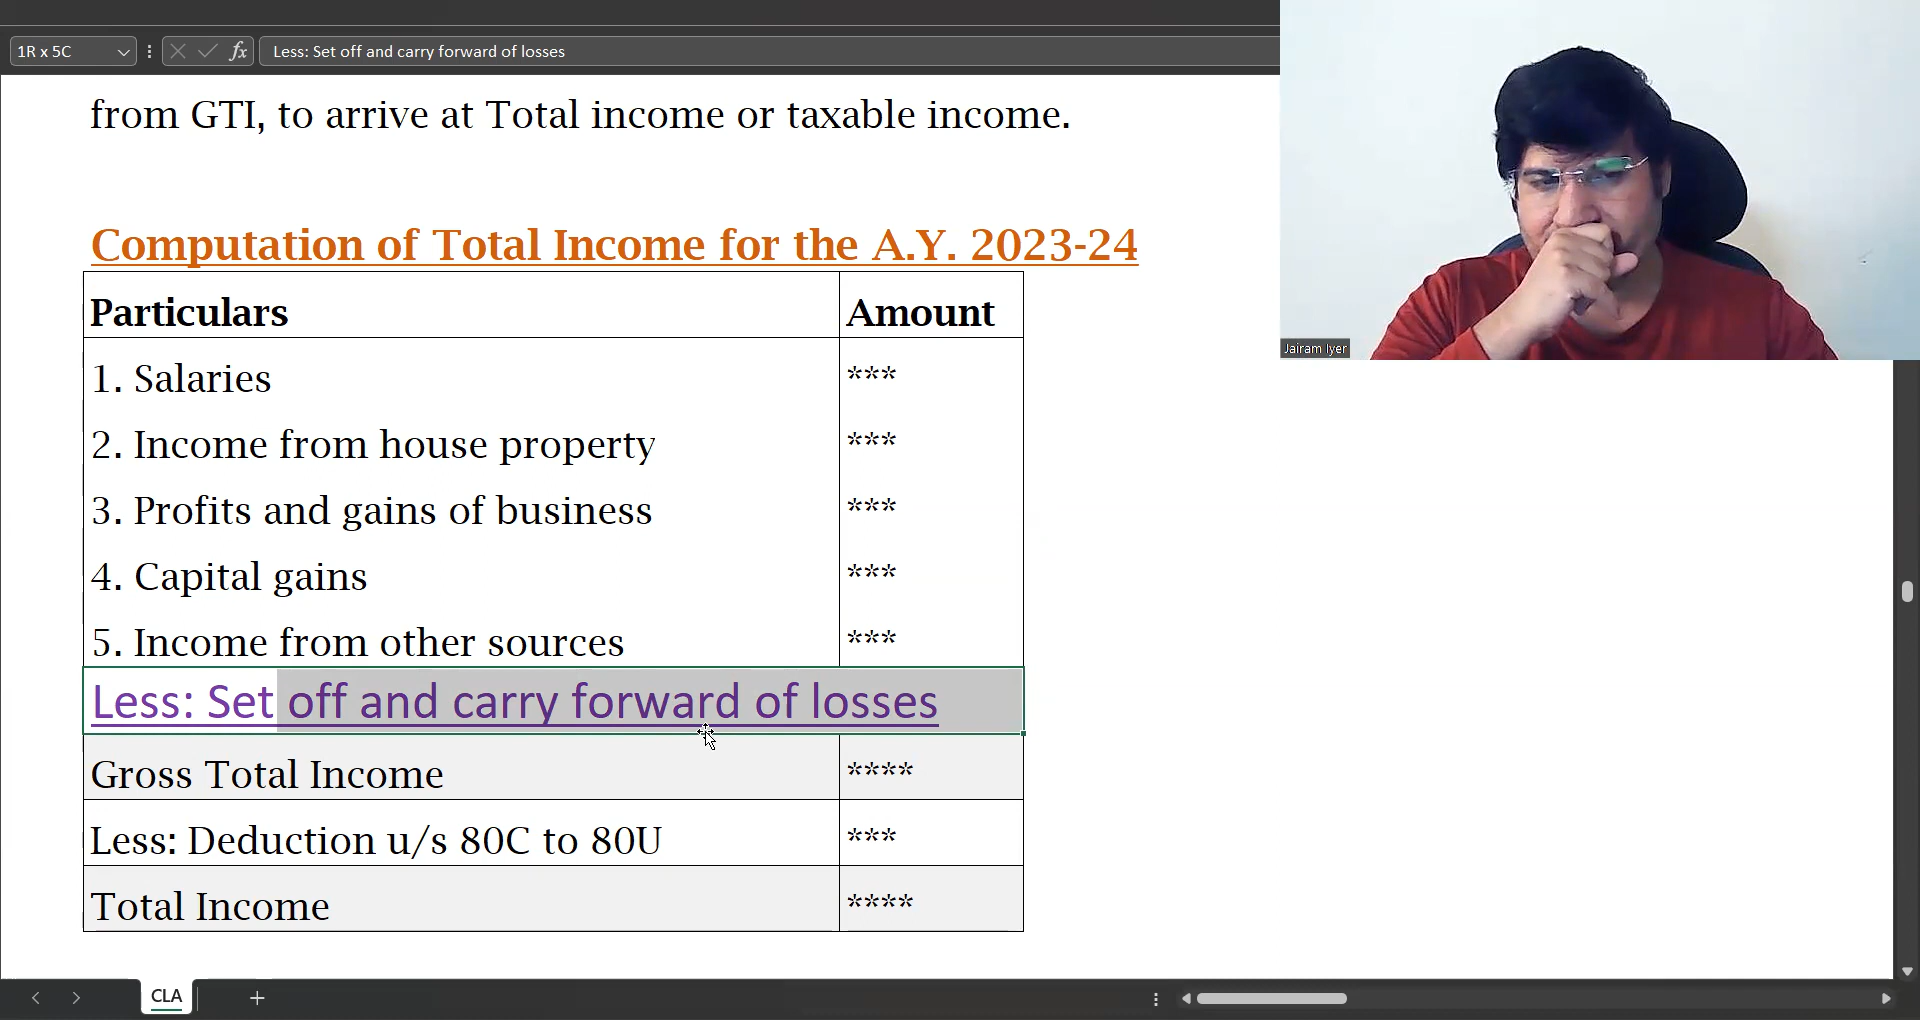 1R x 5C
fx
Less: Set off and carry forward of losses
from GTI, to arrive at Total income or taxable income.
Jairam Iyer
Computation of Total Income for the A.Y. 2023-24
Particulars Amount
1. Salaries ***
2. Income from house property ***
3. Profits and gains of business ***
4. Capital gains ***
5. Income from other sources ***
Less: Set off and carry forward of losses
Gross Total Income ****
Less: Deduction u/s 80C to 80U ***
Total Income ****
CLA